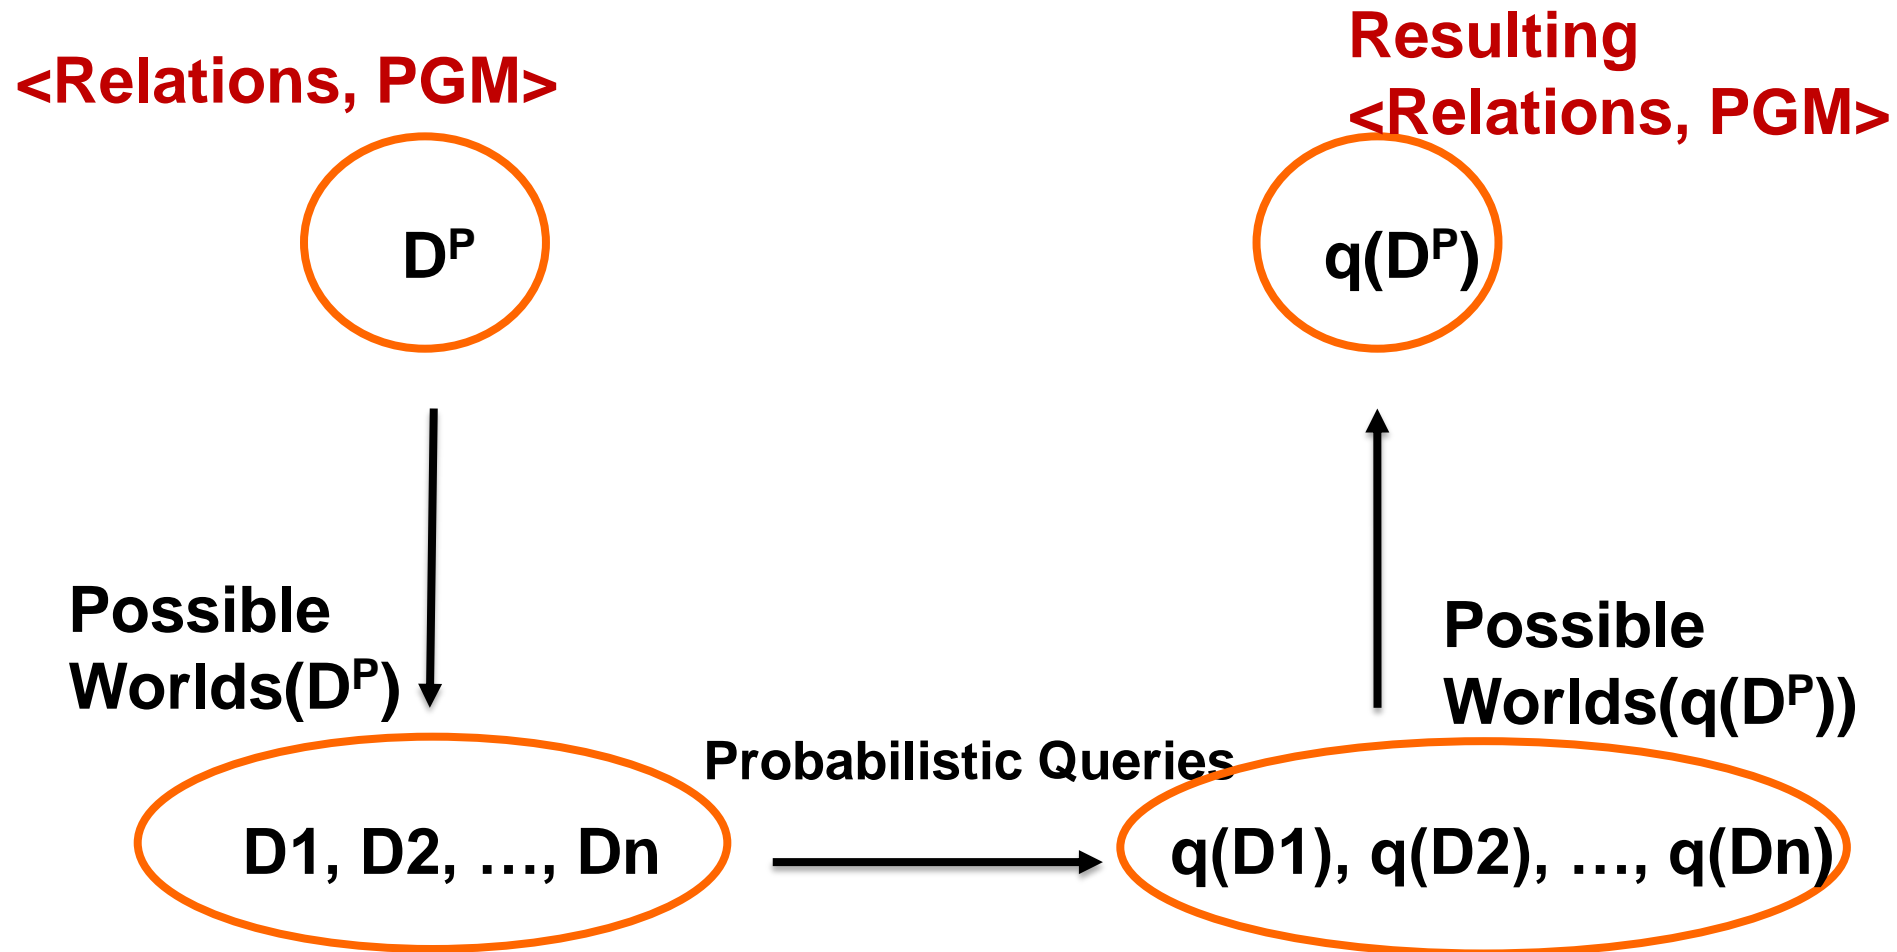 Resulting
<Relations, PGM>
<Relations, PGM>
Dᴾ
q(Dᴾ)
Possible
Worlds(Dᴾ)
Possible
Worlds(q(Dᴾ))
Probabilistic Queries
D1, D2, …, Dn
q(D1), q(D2), …, q(Dn)